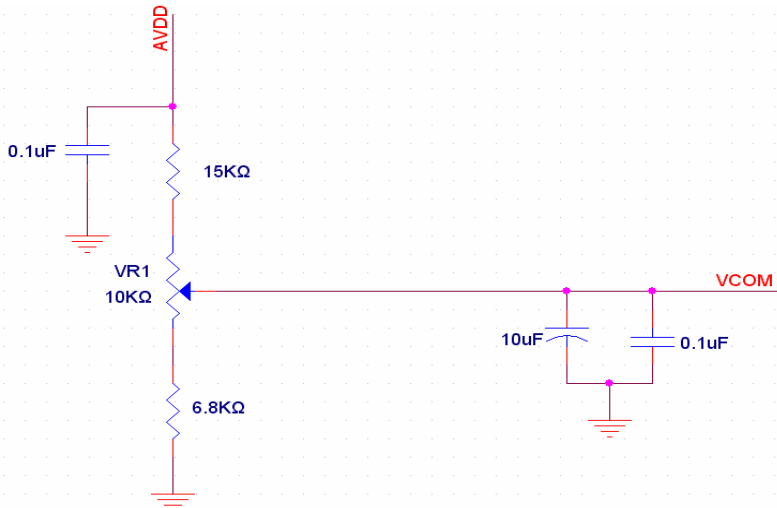 AVDD
0.1uF
15KΩ
VR1
10KΩ
VCOM
10uF
0.1uF
6.8KΩ